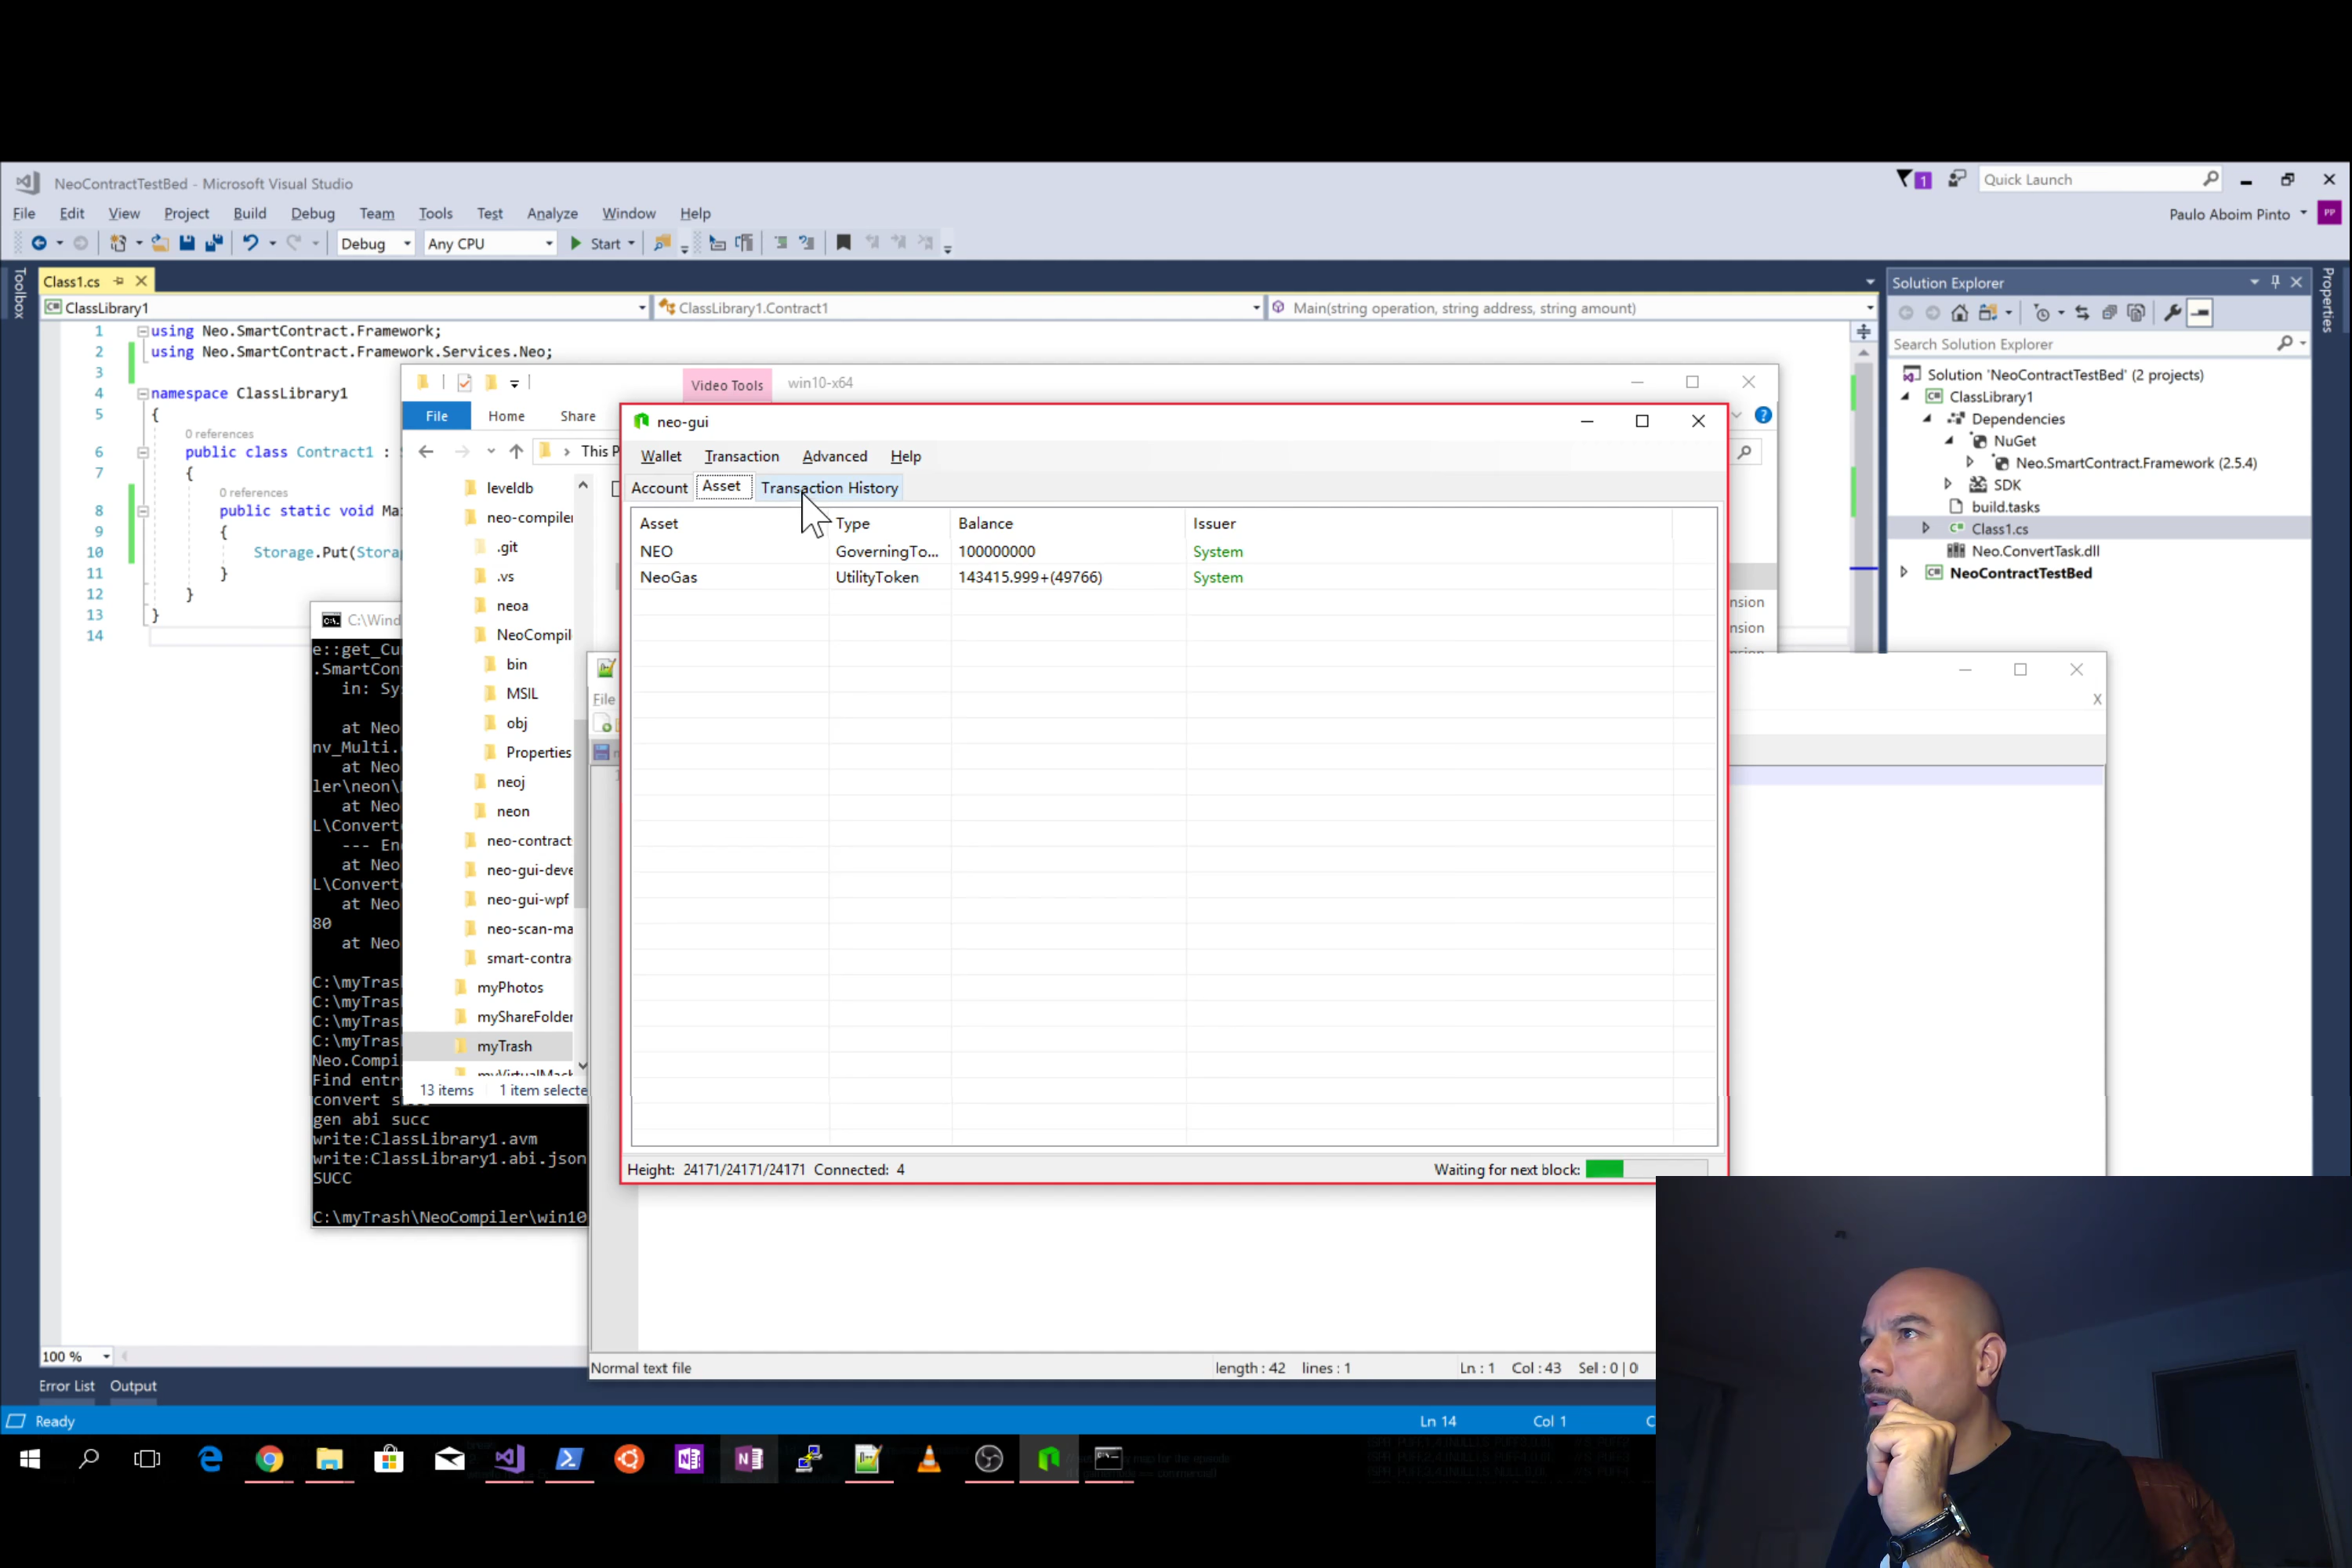 NeoContractTestBed - Microsoft Visual Studio
1
Quick Launch
File Edit View Project Build Debug Team Tools Test Analyze Window Help
Paulo Aboim Pinto
PP
Debug
Any CPU
Start
Toolbox
Class1.cs
ClassLibrary1
ClassLibrary1.Contract1
Main(string operation, string address, string amount)
1 using Neo.SmartContract.Framework;
2 using Neo.SmartContract.Framework.Services.Neo;
3
4 namespace ClassLibrary1
5 {
0 references
6 public class Contract1 :
7 {
0 references
8 public static void Ma
9 {
10 Storage.Put(Stora
11 }
12 }
13 }
14
100 %
Error List Output
Ready
Ln 14
Col 1
Solution Explorer
Properties
Search Solution Explorer
Solution 'NeoContractTestBed' (2 projects)
ClassLibrary1
Dependencies
NuGet
Neo.SmartContract.Framework (2.5.4)
SDK
build.tasks
Class1.cs
Neo.ConvertTask.dll
NeoContractTestBed
Video Tools
win10-x64
File Home Share
This P
leveldb
neo-compiler
.git
.vs
neoa
NeoCompil
bin
MSIL
obj
Properties
neoj
neon
neo-contract
neo-gui-deve
neo-gui-wpf
neo-scan-ma
smart-contra
myPhotos
myShareFolder
myTrash
13 items 1 item selecte
nsion
nsion
neo-gui
Wallet Transaction Advanced Help
Account Asset Transaction History
Asset Type Balance Issuer
NEO GoverningTo... 100000000 System
NeoGas UtilityToken 143415.999+(49766) System
Height: 24171/24171/24171 Connected: 4
Waiting for next block:
C:\Wind
e::get_Cu
.SmartCon
in: Sy
at Neo
nv_Multi.
at Neo
ler\neon\
at Neo
L\Convert
--- En
at Neo
L\Convert
at Neo
80
at Neo
C:\myTras
C:\myTras
C:\myTras
C:\myTras
Neo.Compi
Find entry
convert s
gen abi succ
write:ClassLibrary1.avm
write:ClassLibrary1.abi.json
SUCC
C:\myTrash\NeoCompiler\win10
File
X
Normal text file
length : 42 lines : 1
Ln : 1 Col : 43 Sel : 0 | 0